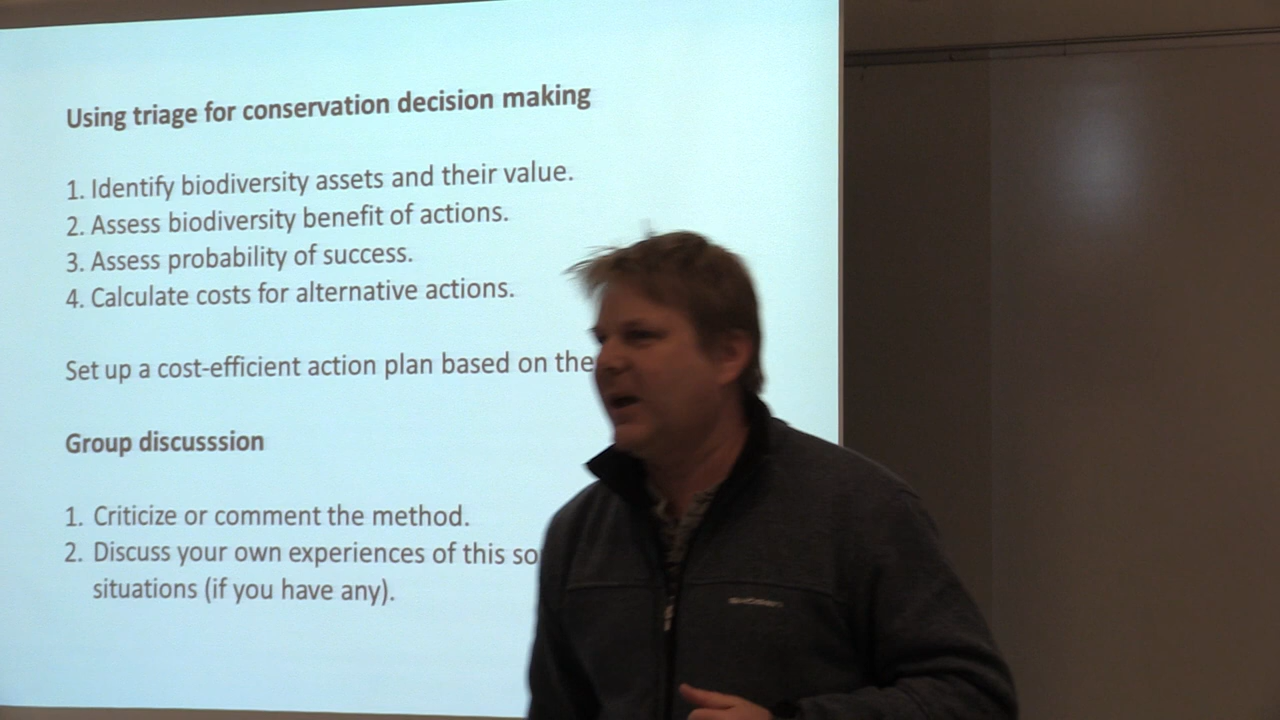 Using triage for conservation decision making
1. Identify biodiversity assets and their value.
2. Assess biodiversity benefit of actions.
3. Assess probability of success.
4. Calculate costs for alternative actions.
Set up a cost-efficient action plan based on the
Group discusssion
1. Criticize or comment the method.
2. Discuss your own experiences of this
situations (if you have any).